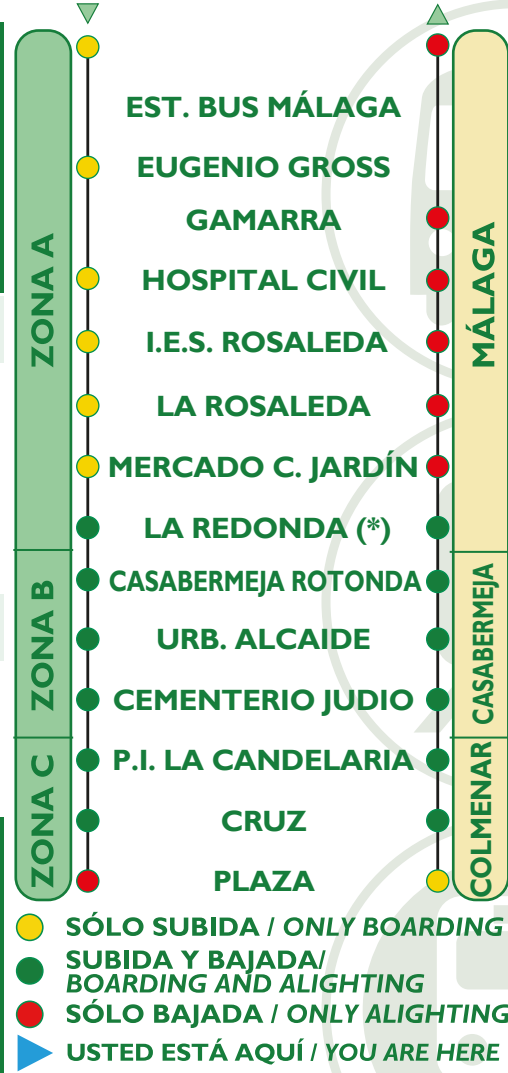 ZONA A
ZONA B
ZONA C
EST. BUS MÁLAGA
EUGENIO GROSS
GAMARRA
HOSPITAL CIVIL
I.E.S. ROSALEDA
LA ROSALEDA
MERCADO C. JARDÍN
LA REDONDA (*)
CASABERMEJA ROTONDA
URB. ALCAIDE
CEMENTERIO JUDIO
P.I. LA CANDELARIA
CRUZ
PLAZA
MÁLAGA
CASABERMEJA
COLMENAR
SÓLO SUBIDA / ONLY BOARDING
SUBIDA Y BAJADA/
BOARDING AND ALIGHTING
SÓLO BAJADA / ONLY ALIGHTING
USTED ESTÁ AQUÍ / YOU ARE HERE